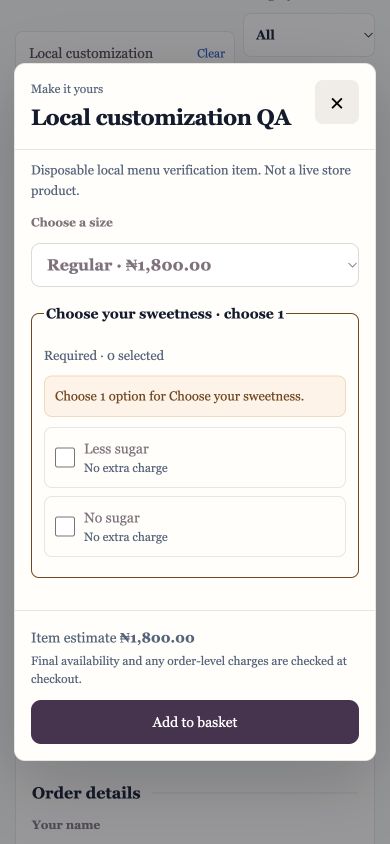 All
Local customization
Clear
Make it yours
Local customization QA
×
Disposable local menu verification item. Not a live store
product.
Choose a size
Regular · ₦1,800.00
Choose your sweetness · choose 1
Required · 0 selected
Choose 1 option for Choose your sweetness.
Less sugar
No extra charge
No sugar
No extra charge
Item estimate ₦1,800.00
Final availability and any order-level charges are checked at
checkout.
Add to basket
Order details
Your name